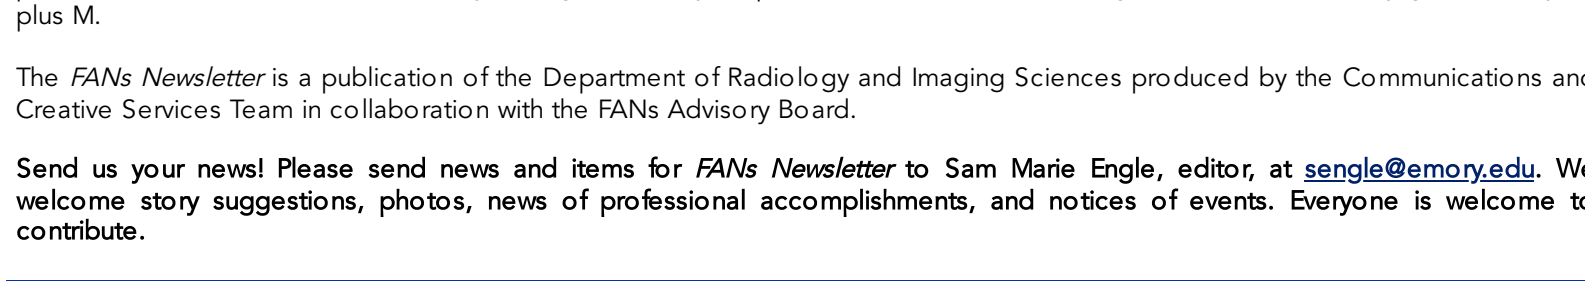 plus M.
The FANs Newsletter is a publication of the Department of Radiology and Imaging Sciences produced by the Communications and
Creative Services Team in collaboration with the FANs Advisory Board.
Send us your news! Please send news and items for FANs Newsletter to Sam Marie Engle, editor, at sengle@emory.edu. We
welcome story suggestions, photos, news of professional accomplishments, and notices of events. Everyone is welcome to
contribute.